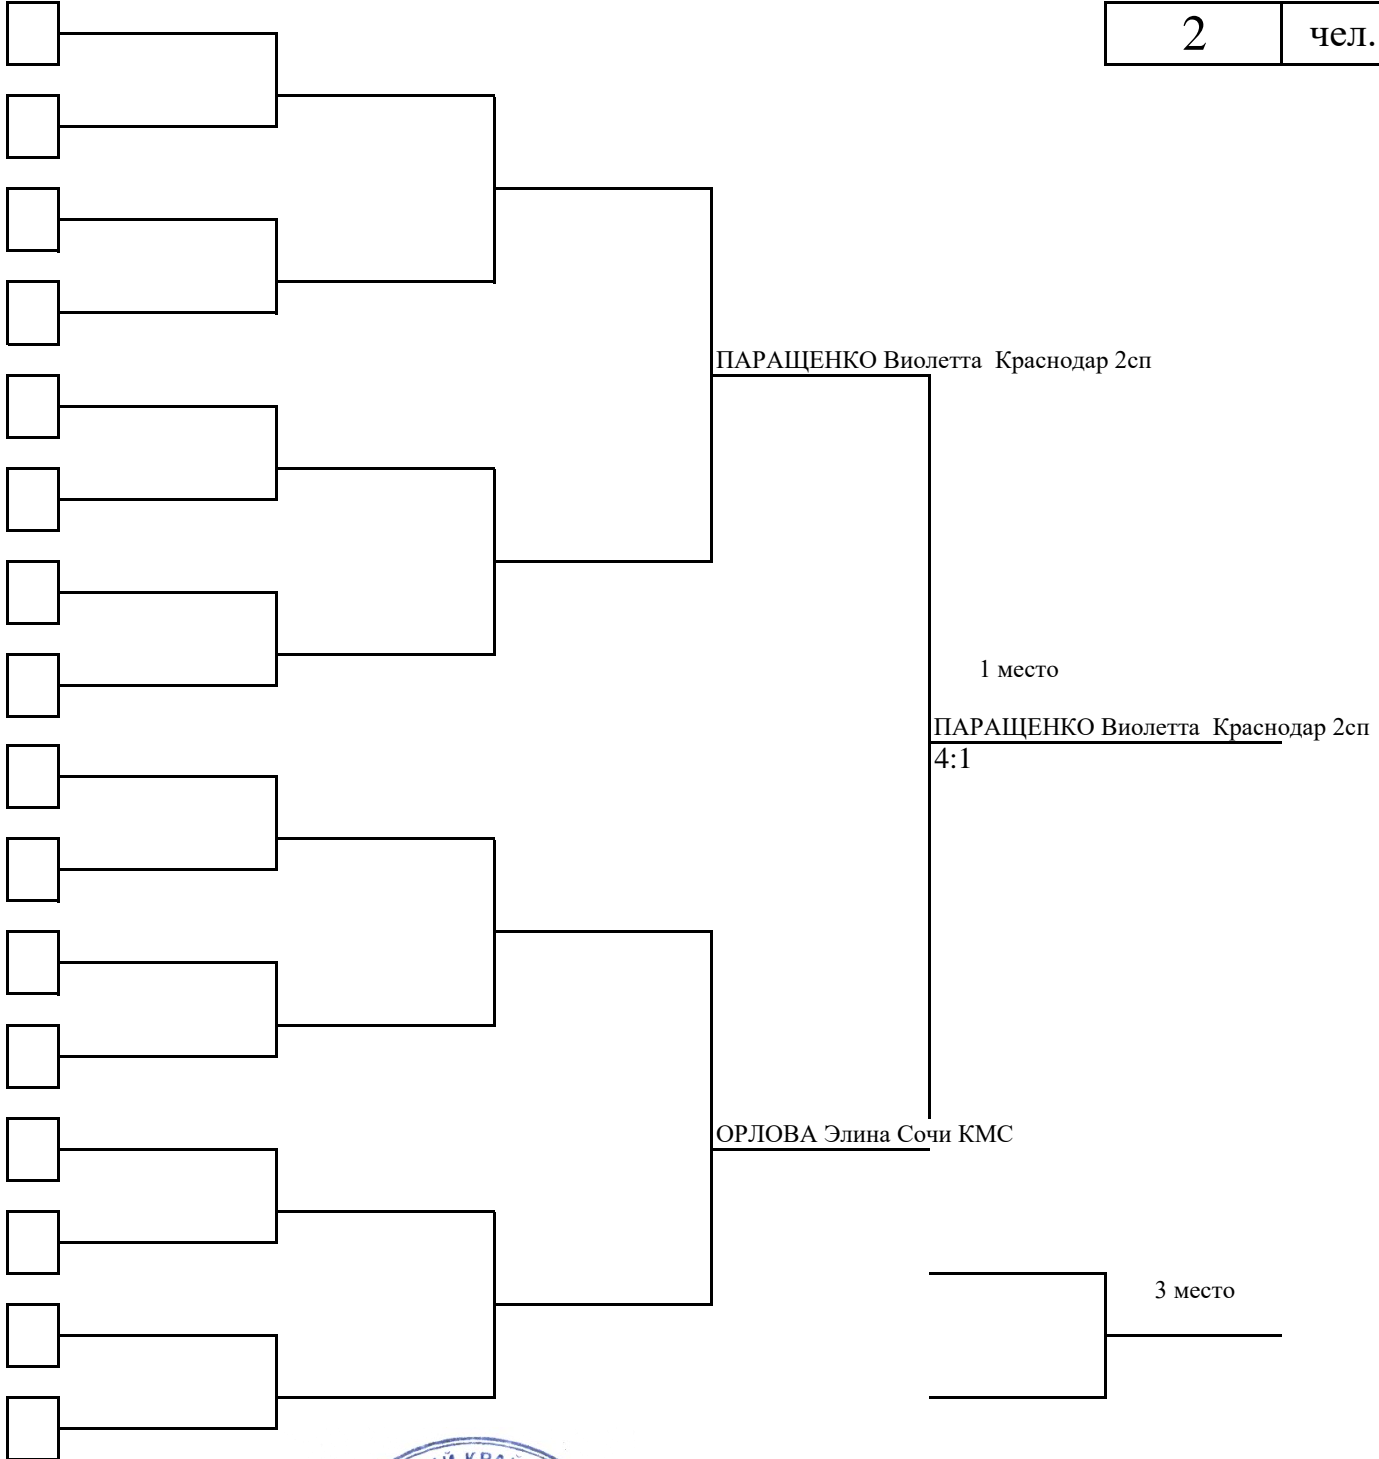 2 чел.
ПАРАЩЕНКО Виолетта  Краснодар 2сп
1 место
ПАРАЩЕНКО Виолетта  Краснодар 2сп
4:1
ОРЛОВА Элина Сочи КМС
3 место